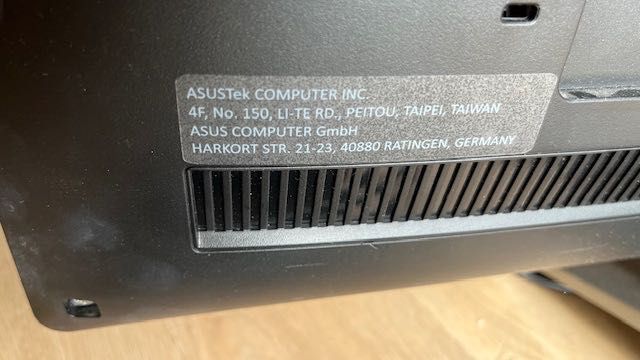 ASUSTek COMPUTER INC.
4F, No. 150, LI-TE RD., PEITOU, TAIPEI, TAIWAN
ASUS COMPUTER GmbH
HARKORT STR. 21-23, 40880 RATINGEN, GERMANY